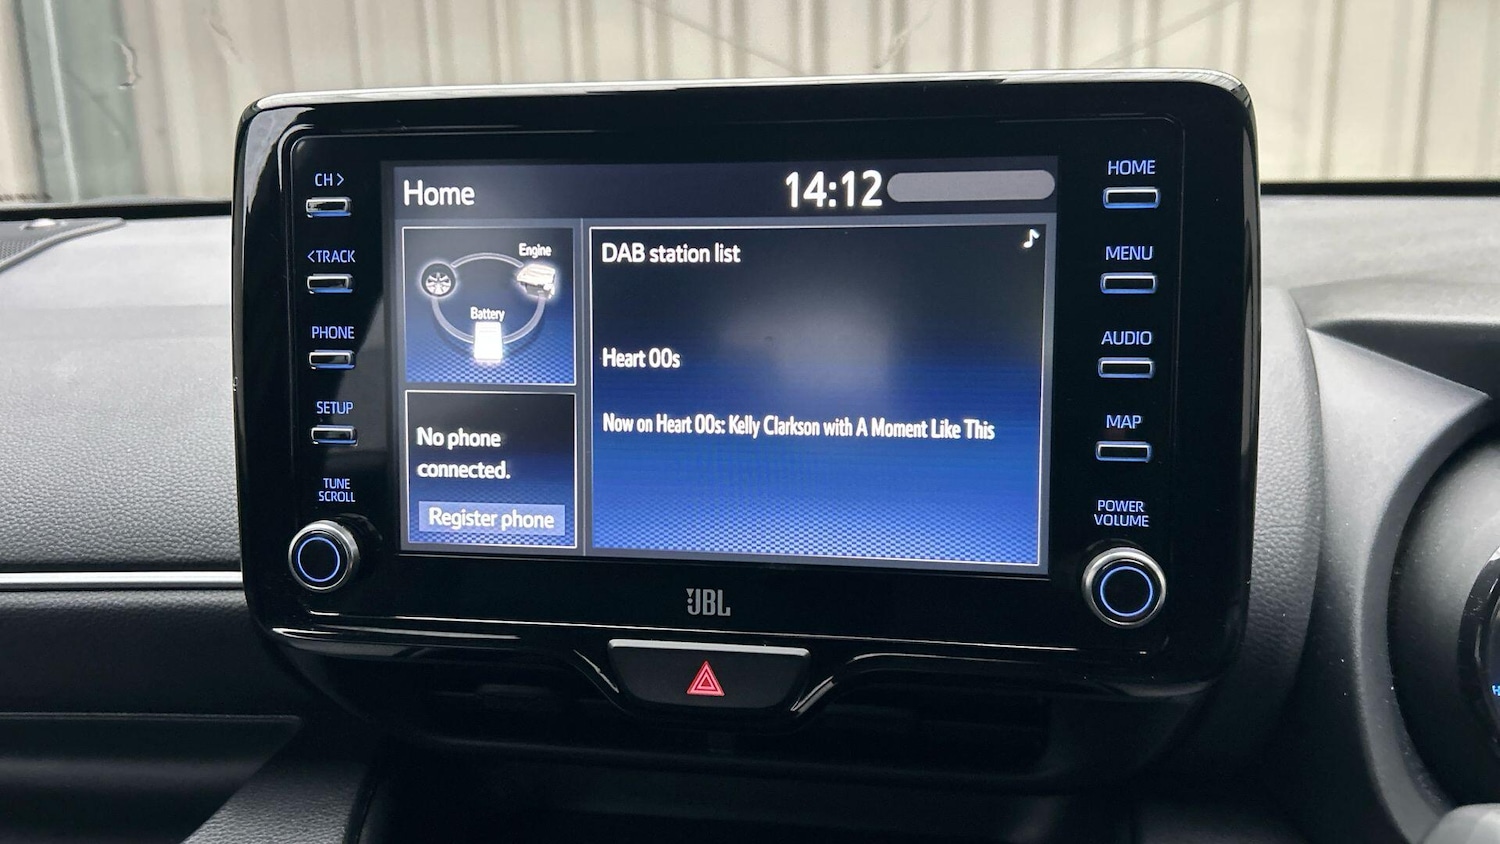 CH>
<TRACK
PHONE
SETUP
TUNE
SCROLL
Home
14:12
Engine
Battery
No phone
connected.
Register phone
DAB station list
Heart 00s
Now on Heart 00s: Kelly Clarkson with A Moment Like This
HOME
MENU
AUDIO
MAP
POWER
VOLUME
JBL